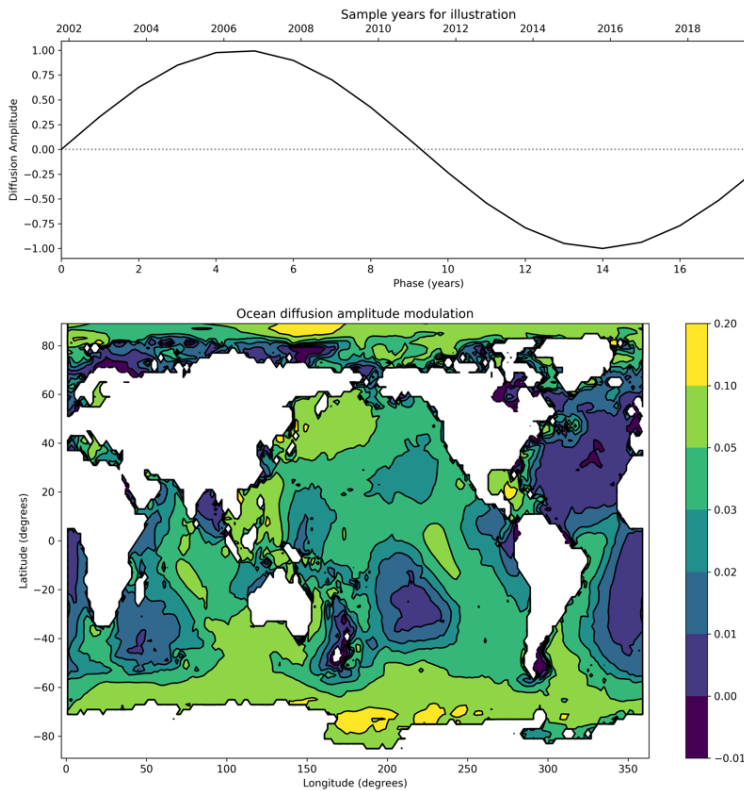 Sample years for illustration
2002 2004 2006 2008 2010 2012 2014 2016 2018
Diffusion Amplitude
1.00
0.75
0.50
0.25
0.00
−0.25
−0.50
−0.75
−1.00
0 2 4 6 8 10 12 14 16
Phase (years)
Ocean diffusion amplitude modulation
Latitude (degrees)
80
60
40
20
0
−20
−40
−60
−80
0 50 100 150 200 250 300 350
Longitude (degrees)
0.20
0.10
0.05
0.03
0.02
0.01
0.00
−0.01